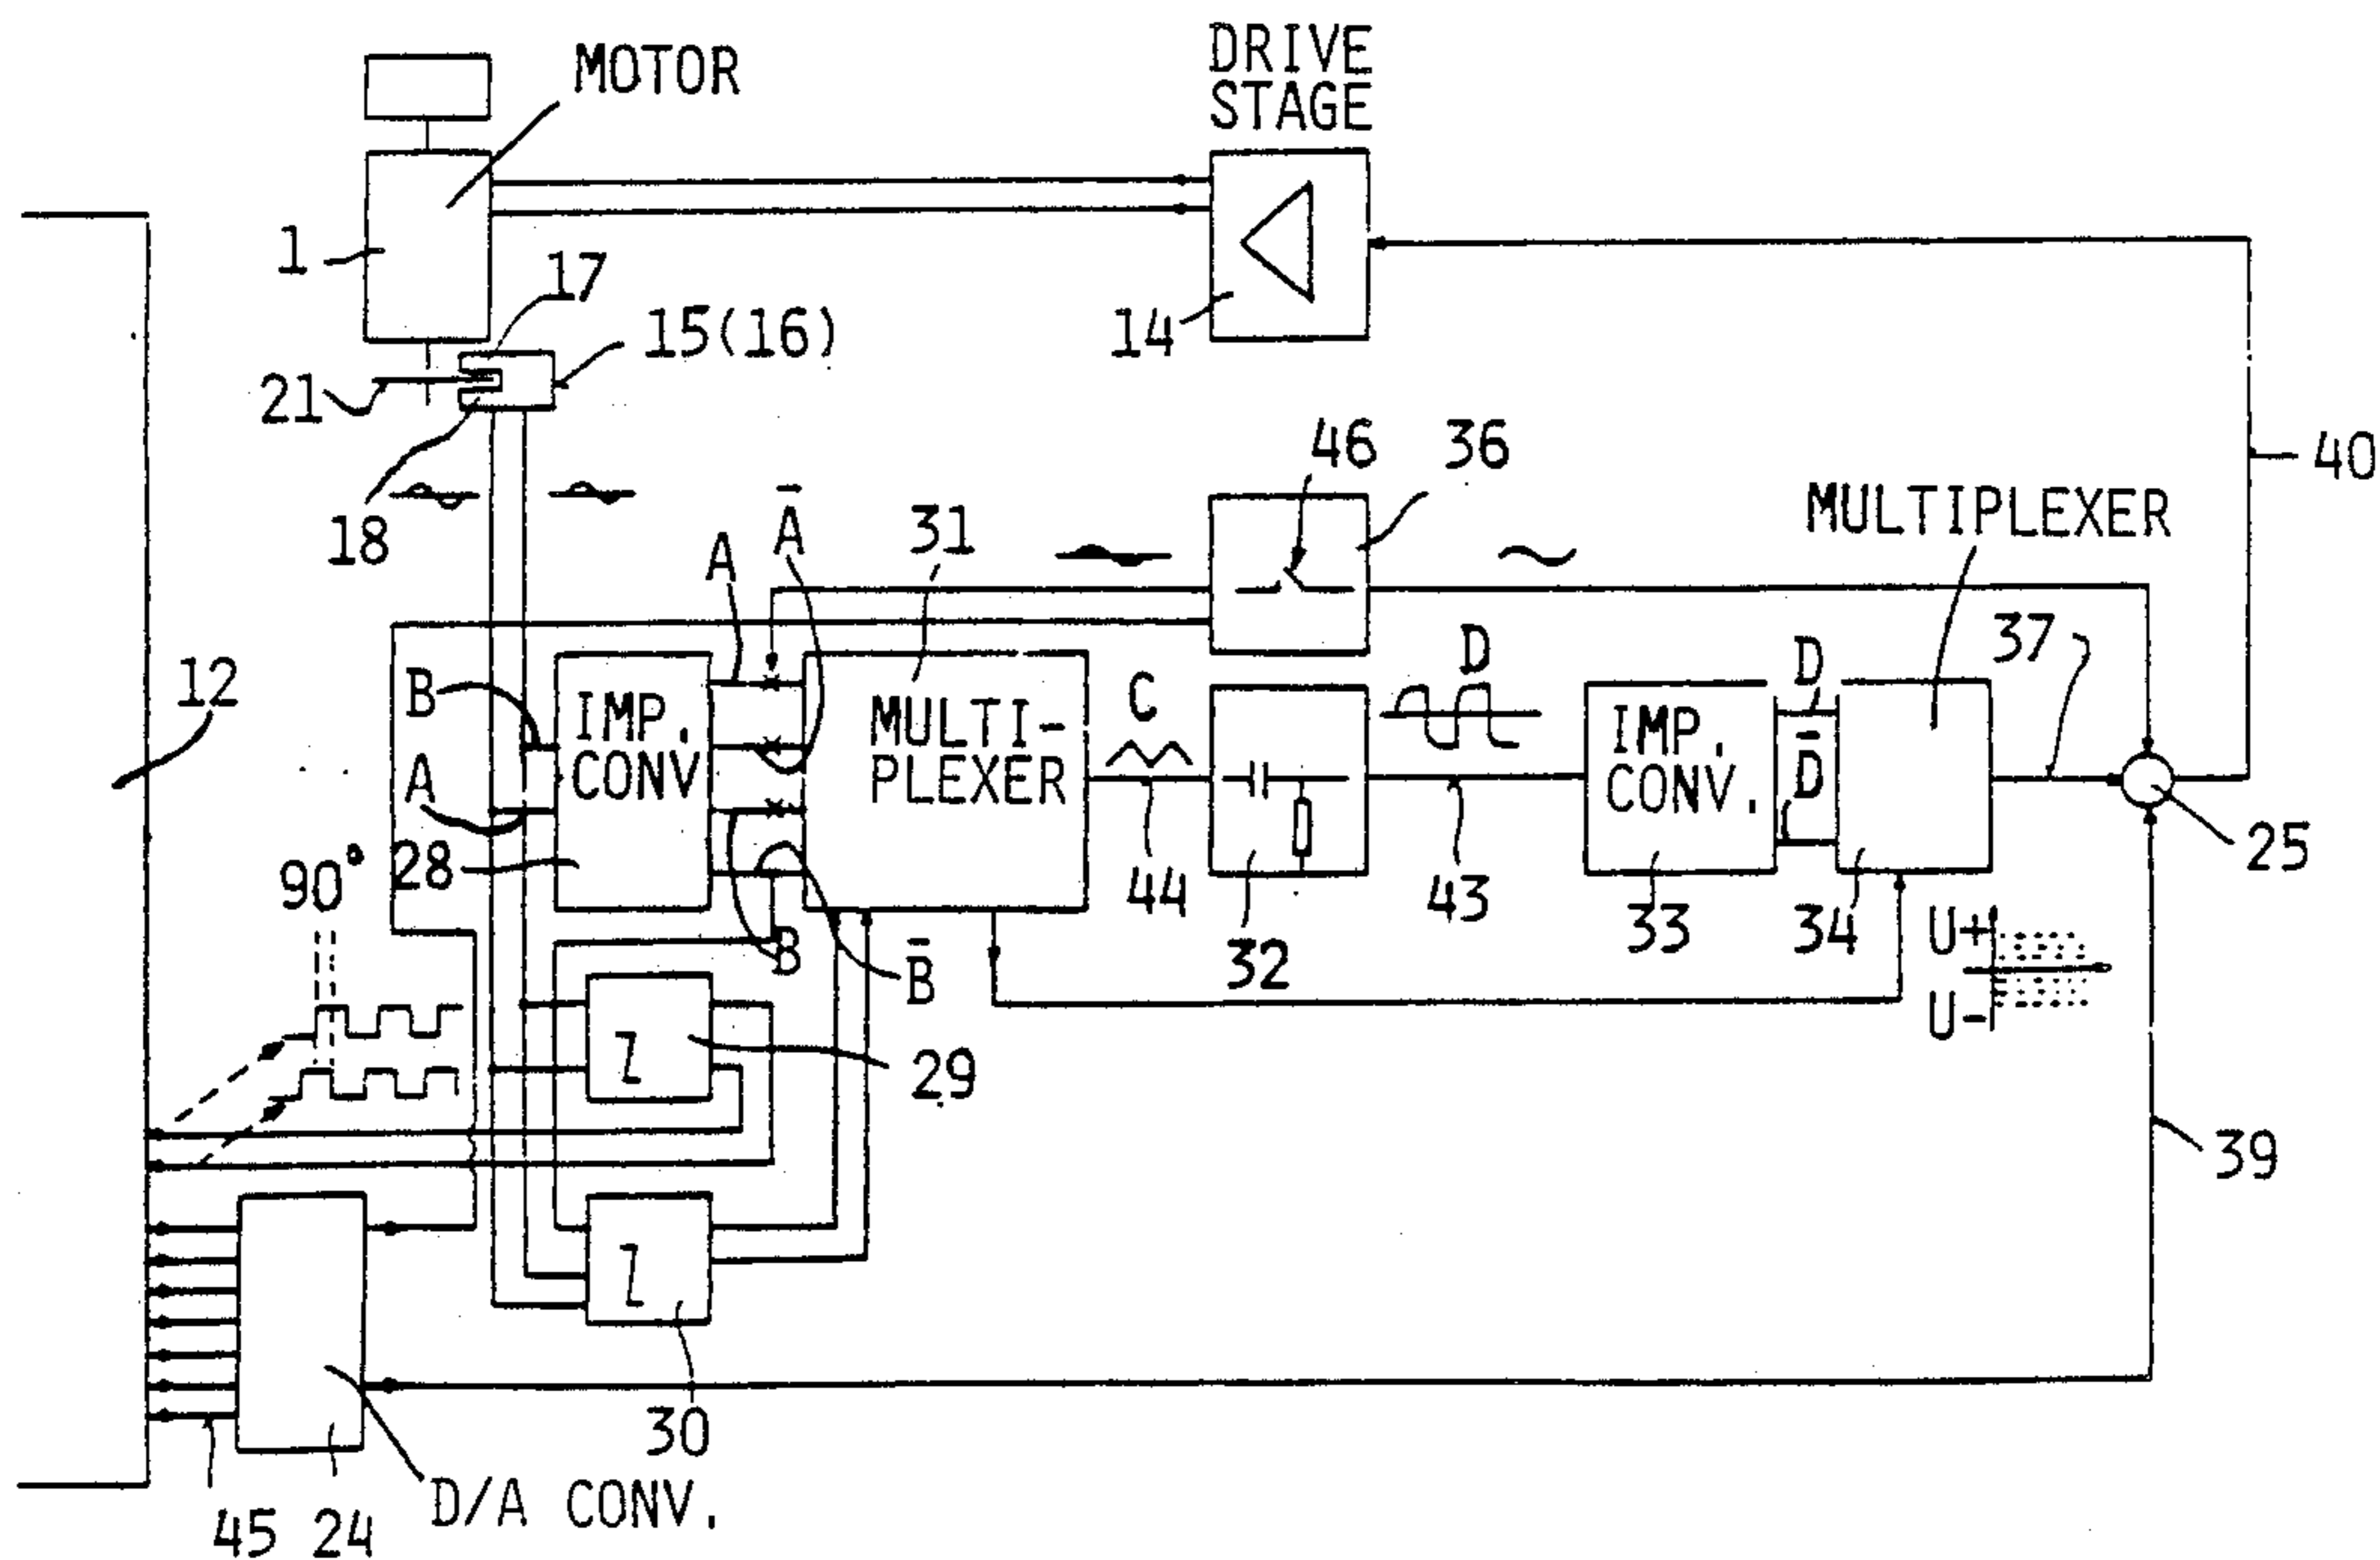 MOTOR
DRIVE
STAGE
1
17
15(16)
14
21
18
46
36
40
MULTIPLEXER
A
Ā
31
12
B
A
IMP.
CONV
MULTI-
PLEXER
C
D
IMP.
CONV.
D
D̄
37
25
90°
28
44
43
32
33
34
B
B̄
U+
U-
29
39
30
45
24
D/A CONV.